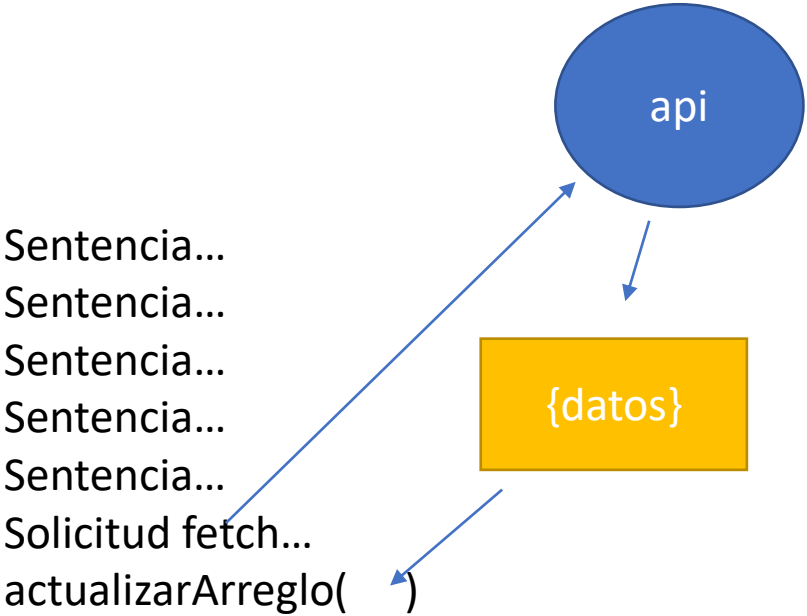 api
Sentencia…
Sentencia…
Sentencia…
Sentencia…
Sentencia…
Solicitud fetch…
actualizarArreglo( )
{datos}